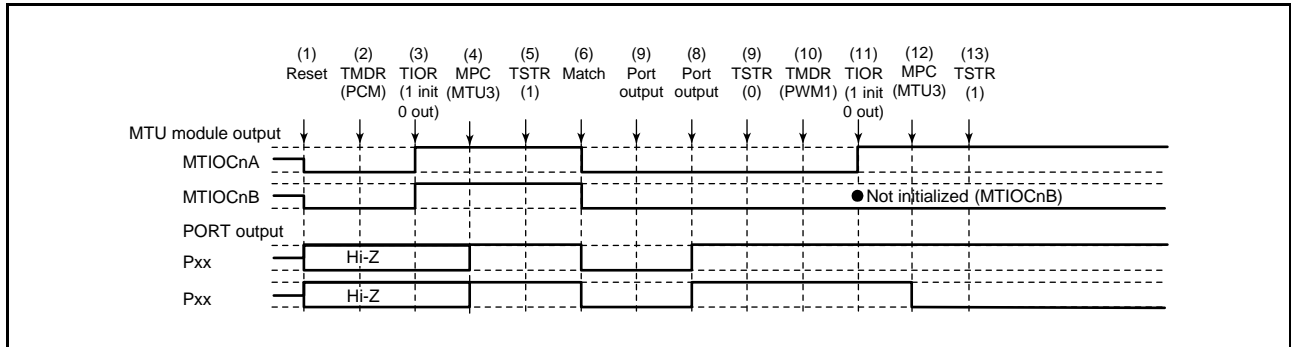 (1) (2) (3) (4) (5) (6) (9) (8) (9) (10) (11) (12) (13)
Reset TMDR TIOR MPC TSTR Match Port Port TSTR TMDR TIOR MPC TSTR
(PCM) (1 init (MTU3) (1) output output (0) (PWM1) (1 init (MTU3) (1)
0 out) 0 out)
MTU module output
MTIOCnA
MTIOCnB Not initialized (MTIOCnB)
PORT output
Pxx Hi-Z
Pxx Hi-Z